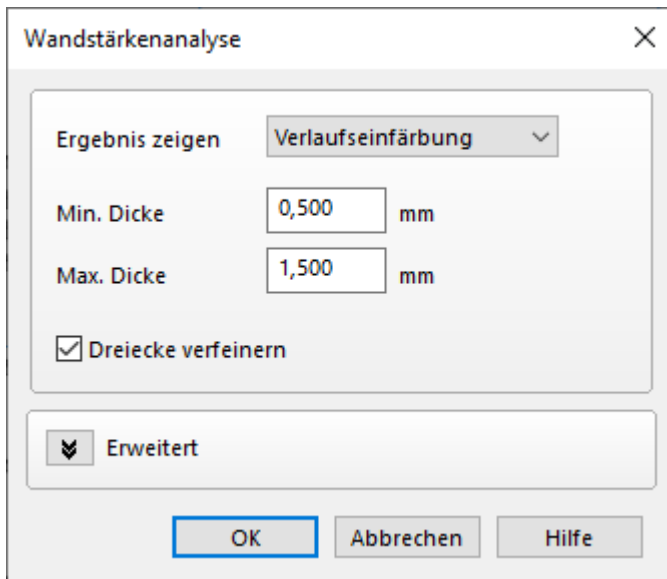 Wandstärkenanalyse
Ergebnis zeigen Verlaufseinfärbung
Min. Dicke 0,500 mm
Max. Dicke 1,500 mm
Dreiecke verfeinern
Erweitert
OK Abbrechen Hilfe